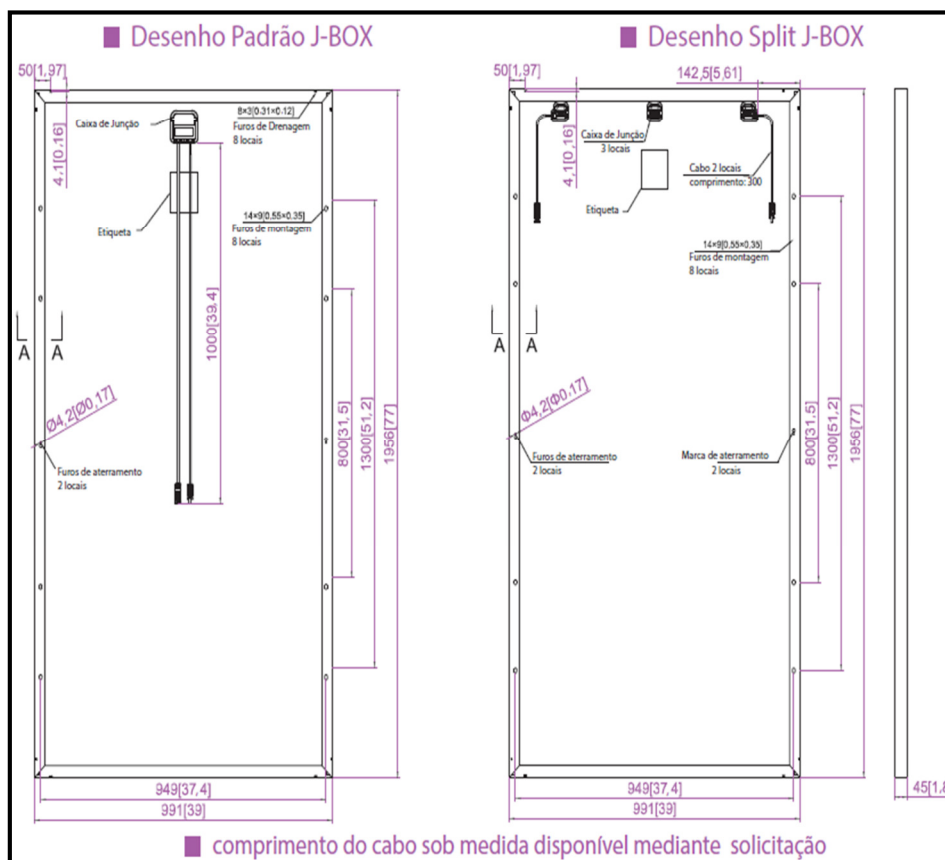 ■ Desenho Padrão J-BOX
50[1,97]
4,1[0,16]
Caixa de Junção
8×3[0.31×0.12]
Furos de Drenagem
8 locais
Etiqueta
14×9[0,55×0.35]
Furos de montagem
8 locais
1000[39.4]
A A
Ø4,2[Ø0,17]
Furos de aterramento
2 locais
800[31,5]
1300[51,2]
1956[77]
949[37,4]
991[39]
■ Desenho Split J-BOX
50[1,97]
142,5[5,61]
4,1[0,16]
Caixa de Junção
3 locais
Cabo 2 locais
comprimento: 300
Etiqueta
14×9[0,55×0,35]
Furos de montagem
8 locais
A A
Φ4,2[Φ0,17]
Furos de aterramento
2 locais
Marca de aterramento
2 locais
800[31,5]
1300[51,2]
1956[77]
949[37,4]
991[39]
45[1,8
■ comprimento do cabo sob medida disponível mediante solicitação